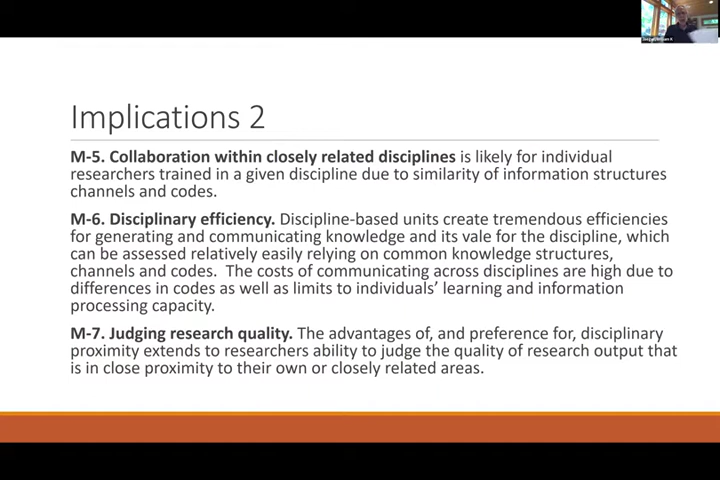 Implications 2
M-5. Collaboration within closely related disciplines is likely for individual
researchers trained in a given discipline due to similarity of information structures
channels and codes.
M-6. Disciplinary efficiency. Discipline-based units create tremendous efficiencies
for generating and communicating knowledge and its vale for the discipline, which
can be assessed relatively easily relying on common knowledge structures,
channels and codes. The costs of communicating across disciplines are high due to
differences in codes as well as limits to individuals’ learning and information
processing capacity.
M-7. Judging research quality. The advantages of, and preference for, disciplinary
proximity extends to researchers ability to judge the quality of research output that
is in close proximity to their own or closely related areas.